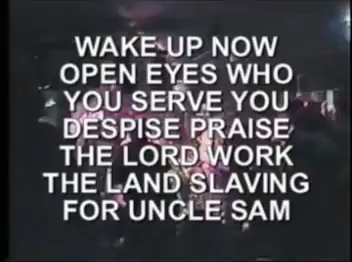 WAKE UP NOW
OPEN EYES WHO
YOU SERVE YOU
DESPISE PRAISE
THE LORD WORK
THE LAND SLAVING
FOR UNCLE SAM